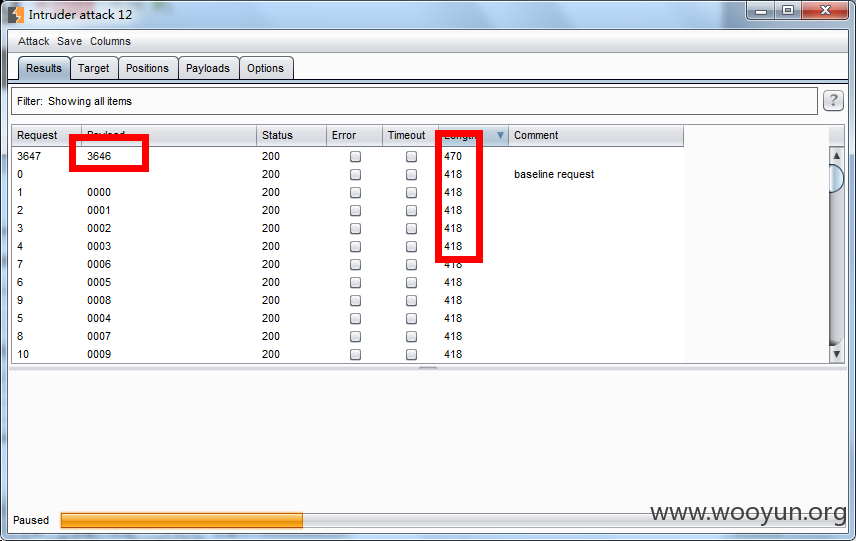 Intruder attack 12
Attack Save Columns
Results Target Positions Payloads Options
Filter: Showing all items ?
Request Payload Status Error Timeout Length Comment
3647 3646 200 470
0 200 418 baseline request
1 0000 200 418
2 0001 200 418
3 0002 200 418
4 0003 200 418
7 0006 200 418
6 0005 200 418
9 0008 200 418
5 0004 200 418
8 0007 200 418
10 0009 200 418
Paused
www.wooyun.org